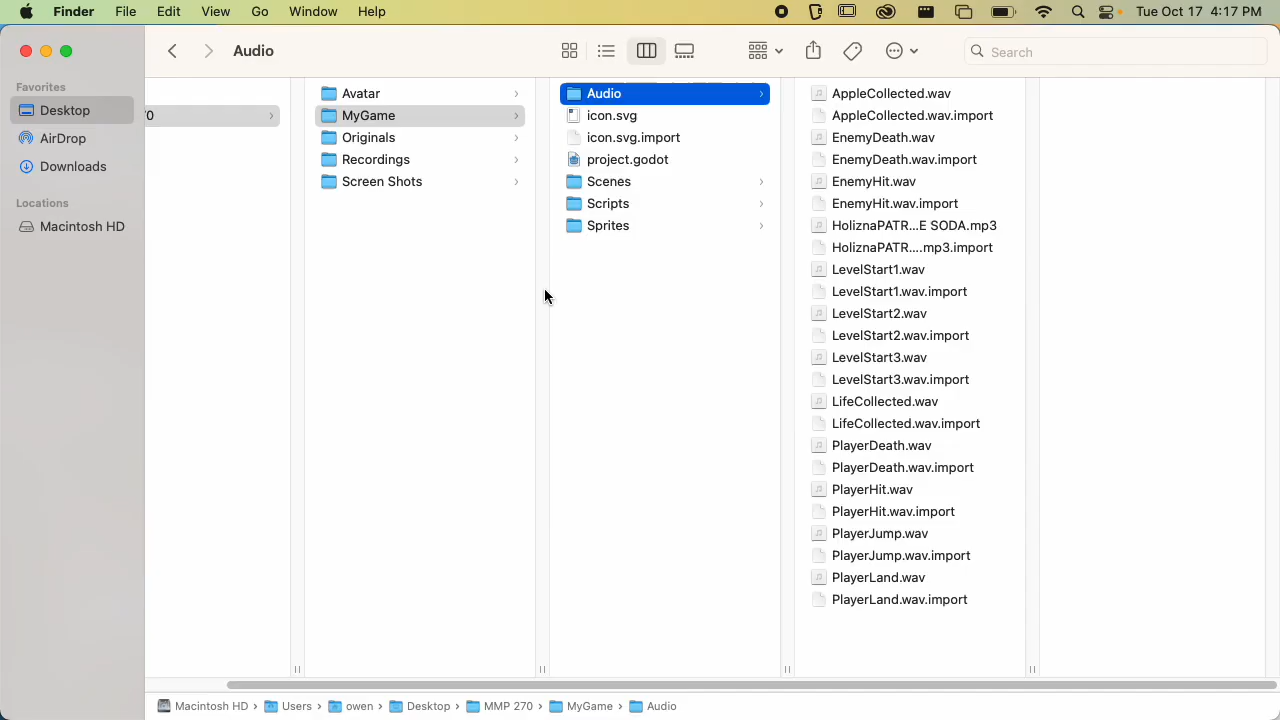 Finder File Edit View Go Window Help Tue Oct 17 4:17 PM
Audio
Search
Favorites
Desktop
AirDrop
Downloads
Locations
Macintosh HD
70
Avatar
MyGame
Originals
Recordings
Screen Shots
Audio
icon.svg
icon.svg.import
project.godot
Scenes
Scripts
Sprites
AppleCollected.wav
AppleCollected.wav.import
EnemyDeath.wav
EnemyDeath.wav.import
EnemyHit.wav
EnemyHit.wav.import
HoliznaPATR...E SODA.mp3
HoliznaPATR....mp3.import
LevelStart1.wav
LevelStart1.wav.import
LevelStart2.wav
LevelStart2.wav.import
LevelStart3.wav
LevelStart3.wav.import
LifeCollected.wav
LifeCollected.wav.import
PlayerDeath.wav
PlayerDeath.wav.import
PlayerHit.wav
PlayerHit.wav.import
PlayerJump.wav
PlayerJump.wav.import
PlayerLand.wav
PlayerLand.wav.import
Macintosh HD › Users › owen › Desktop › MMP 270 › MyGame › Audio